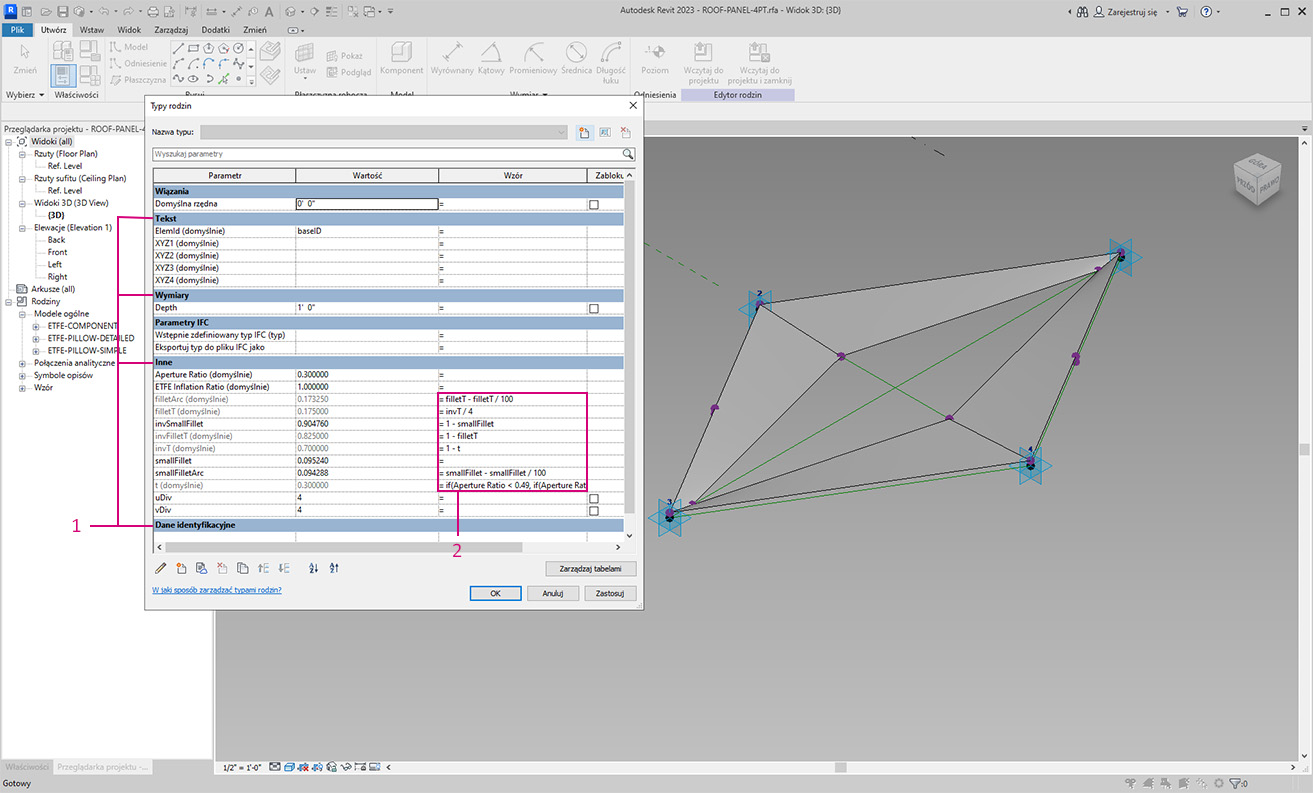 Autodesk Revit 2023 - ROOF-PANEL-4PT.rfa - Widok 3D: {3D}
Zarejestruj się
Plik Utwórz Wstaw Widok Zarządzaj Dodatki Zmień
Zmień
Model
Odniesienie
Płaszczyzna
Ustaw
Pokaż
Podgląd
Komponent
Wyrównany Kątowy Promieniowy Średnica Długość łuku
Poziom
Wczytaj do projektu
Wczytaj do projektu i zamknij
Wybierz Właściwości Rysuj Płaszczyzna robocza Model Wymiar Odniesienia Edytor rodzin
Przeglądarka projektu - ROOF-PANEL-4
Widoki (all)
Rzuty (Floor Plan)
Ref. Level
Rzuty sufitu (Ceiling Plan)
Ref. Level
Widoki 3D (3D View)
{3D}
Elewacje (Elevation 1)
Back
Front
Left
Right
Arkusze (all)
Rodziny
Modele ogólne
ETFE-COMPONENT
ETFE-PILLOW-DETAILED
ETFE-PILLOW-SIMPLE
Połączenia analityczne
Symbole opisów
Wzór
Typy rodzin
Nazwa typu:
Wyszukaj parametry
Parametr Wartość Wzór Zabloku
Wiązania
Domyślna rzędna 0' 0" =
Tekst
ElemId (domyślnie) baseID =
XYZ1 (domyślnie) =
XYZ2 (domyślnie) =
XYZ3 (domyślnie) =
XYZ4 (domyślnie) =
Wymiary
Depth 1' 0" =
Parametry IFC
Wstępnie zdefiniowany typ IFC (typ) =
Eksportuj typ do pliku IFC jako =
Inne
Aperture Ratio (domyślnie) 0.300000 =
ETFE Inflation Ratio (domyślnie) 1.000000 =
filletArc (domyślnie) 0.173250 = filletT - filletT / 100
filletT (domyślnie) 0.175000 = invT / 4
invSmallFillet 0.904760 = 1 - smallFillet
invFilletT (domyślnie) 0.825000 = 1 - filletT
invT (domyślnie) 0.700000 = 1 - t
smallFillet 0.095240 =
smallFilletArc 0.094288 = smallFillet - smallFillet / 100
t (domyślnie) 0.300000 = if(Aperture Ratio < 0.49, if(Aperture Rat
uDiv 4 =
vDiv 4 =
Dane identyfikacyjne
1
2
Zarządzaj tabelami
W jaki sposób zarządzać typami rodzin?
OK Anuluj Zastosuj
GÓRA
PRZÓD PRAWO
2
3
4
Właściwości Przeglądarka projektu -...
1/2" = 1'-0"
Gotowy
:0